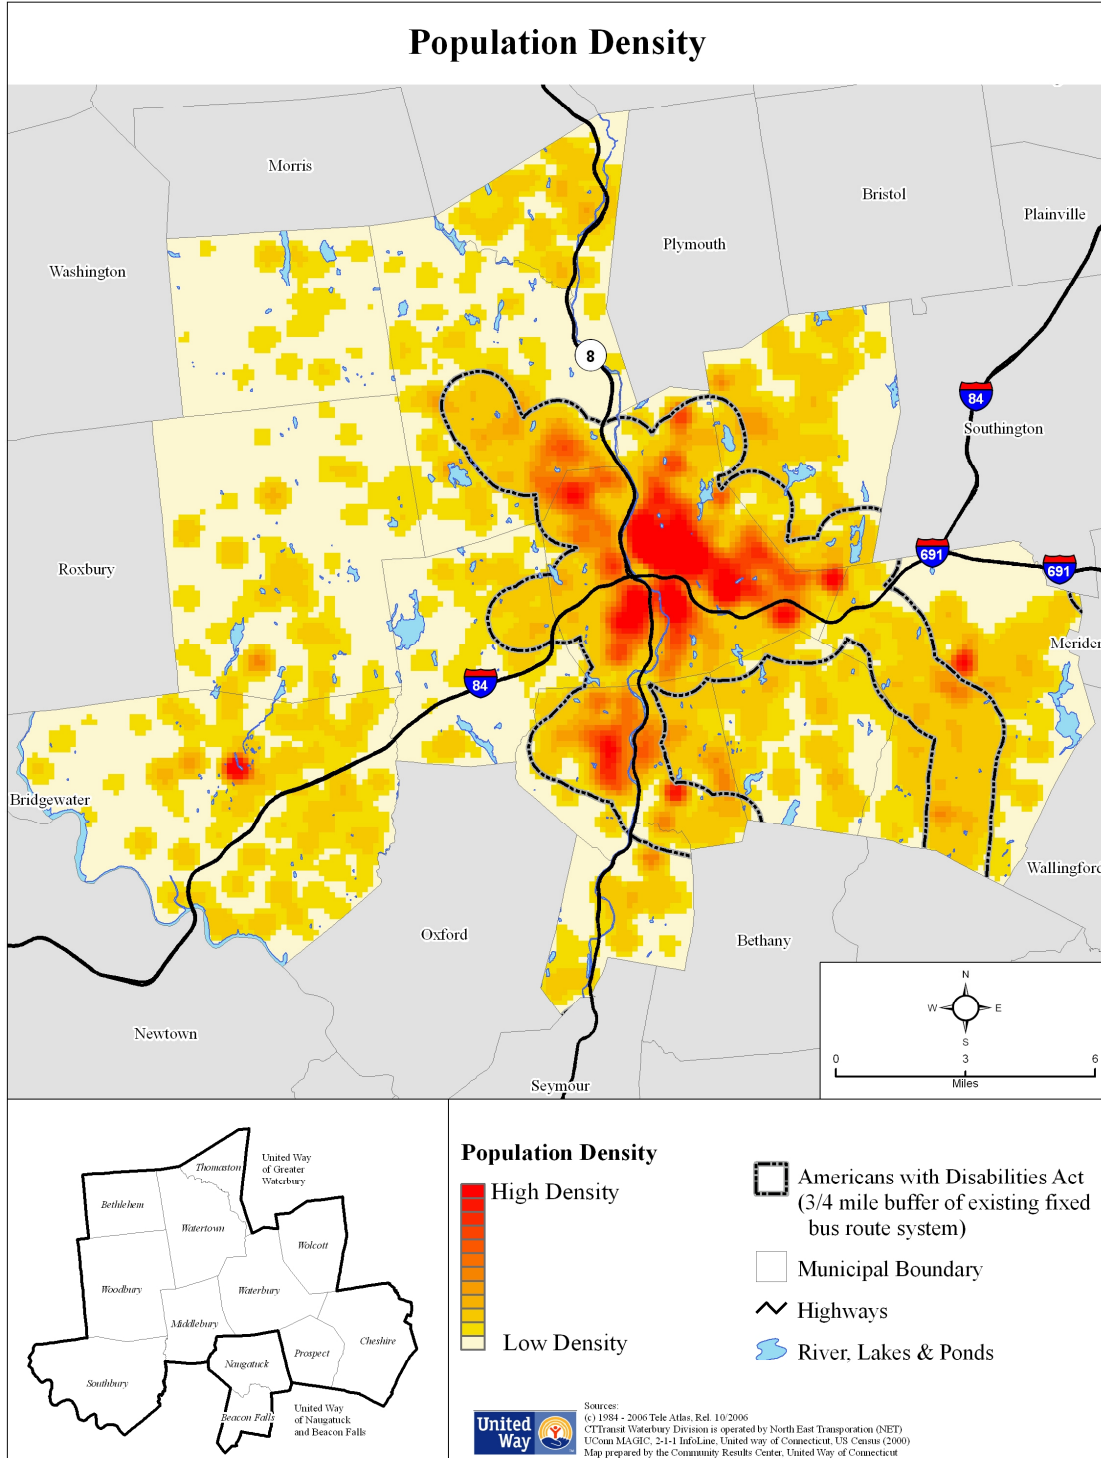 Population Density
Morris
Bristol
Plainville
Plymouth
Washington
8
84
Southington
Roxbury
691
691
Meriden
84
Bridgewater
Wallingford
Oxford
Bethany
Newtown
Seymour
N
W
E
S
0
3
6
Miles
Thomaston
United Way
of Greater
Waterbury
Bethlehem
Watertown
Wolcott
Woodbury
Waterbury
Middlebury
Cheshire
Naugatuck
Prospect
Southbury
Beacon Falls
United Way
of Naugatuck
and Beacon Falls
Population Density
High Density
Low Density
Americans with Disabilities Act
(3/4 mile buffer of existing fixed
bus route system)
Municipal Boundary
Highways
River, Lakes & Ponds
United
Way
Sources:
(c) 1984 - 2006 Tele Atlas, Rel. 10/2006
CTTransit Waterbury Division is operated by North East Transporation (NET)
UConn MAGIC, 2-1-1 InfoLine, United way of Connecticut, US Census (2000)
Map prepared by the Community Results Center, United Way of Connecticut